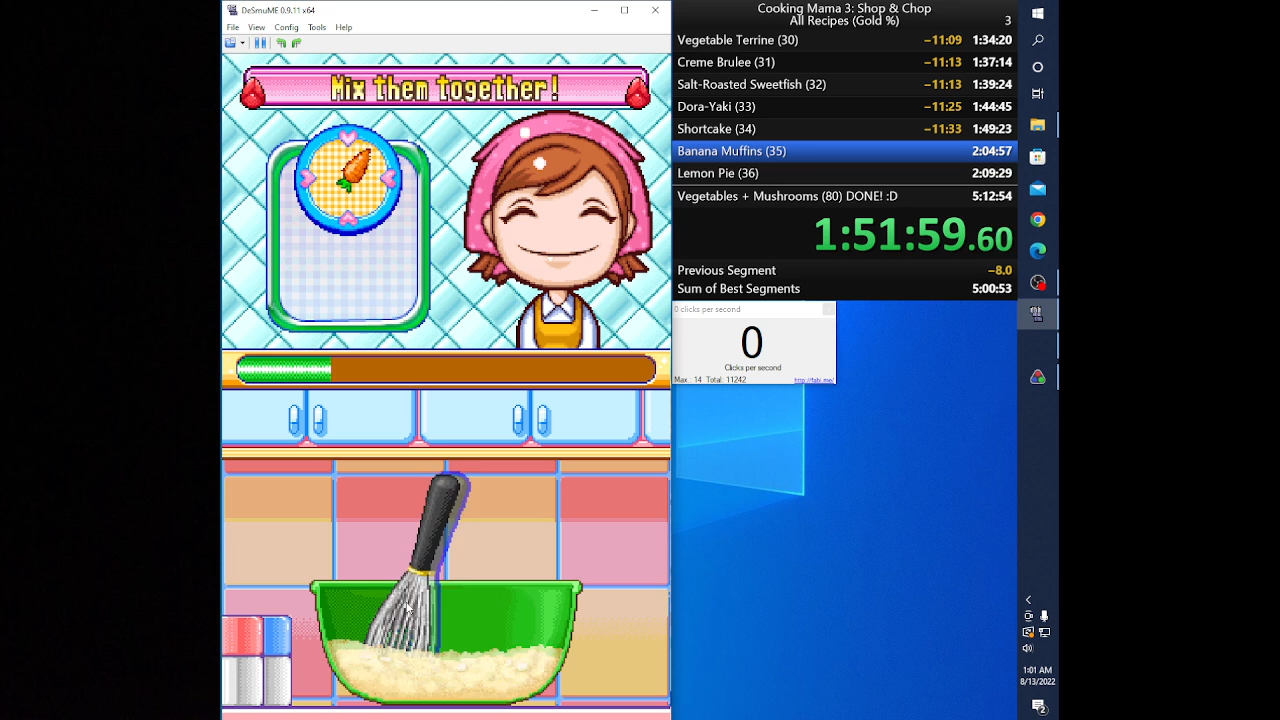 DeSmuME 0.9.11 x64
File View Config Tools Help
Mix them together!
Cooking Mama 3: Shop & Chop
All Recipes (Gold %) 3
Vegetable Terrine (30) −11:09 1:34:20
Creme Brulee (31) −11:13 1:37:14
Salt-Roasted Sweetfish (32) −11:13 1:39:24
Dora-Yaki (33) −11:25 1:44:45
Shortcake (34) −11:33 1:49:23
Banana Muffins (35) 2:04:57
Lemon Pie (36) 2:09:29
Vegetables + Mushrooms (80) DONE! :D 5:12:54
1:51:59.60
Previous Segment −8.0
Sum of Best Segments 5:00:53
0 clicks per second
0
Clicks per second
Max.: 14 Total: 11242
1:01 AM
8/13/2022
2